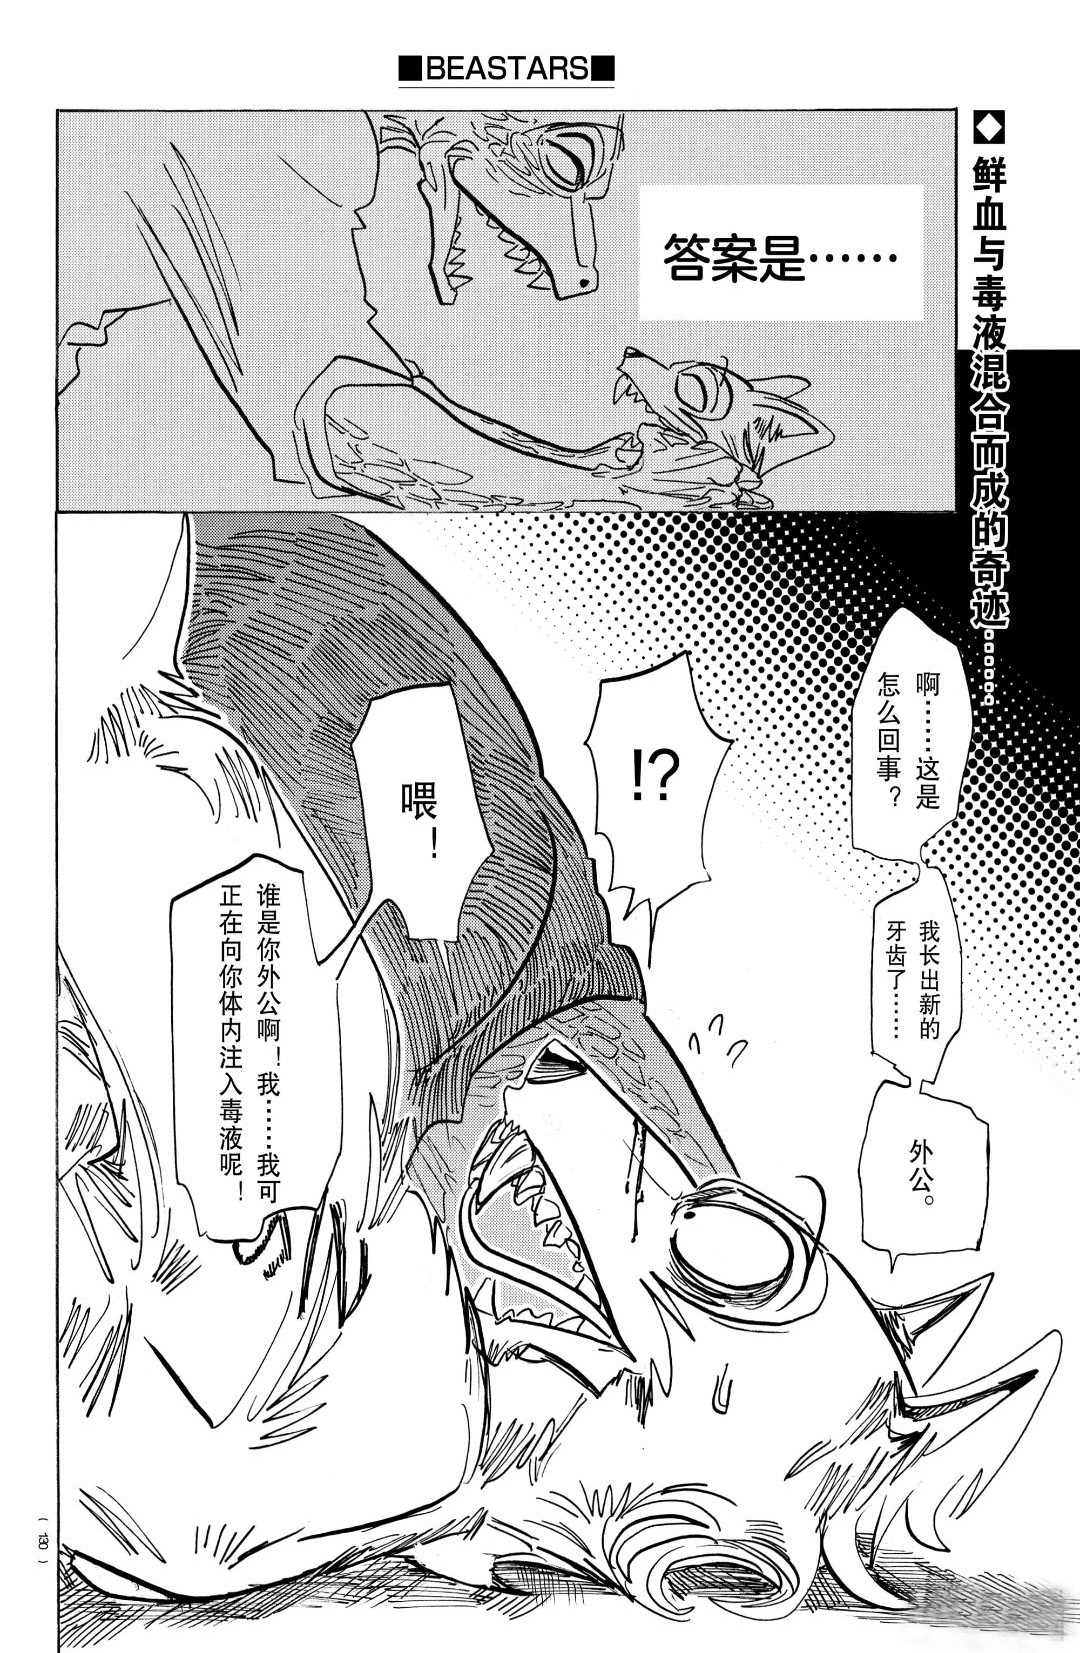 ■BEASTARS■
◆ 鲜血与毒液混合而成的奇迹……
答案是……
啊……这是
怎么回事？
我长出新的
牙齿了……
外公。
!?
喂！
谁是你外公啊！我……我可
正在向你体内注入毒液呢！
( 130 )